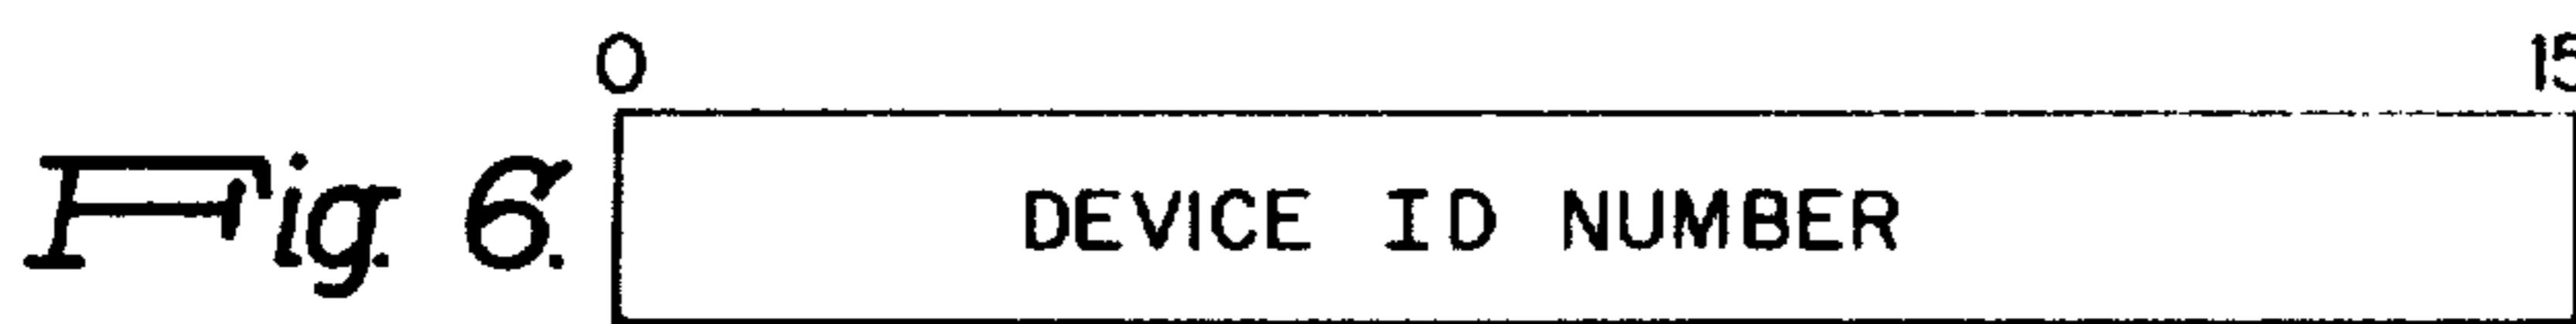 0 15
Fig. 6. DEVICE ID NUMBER